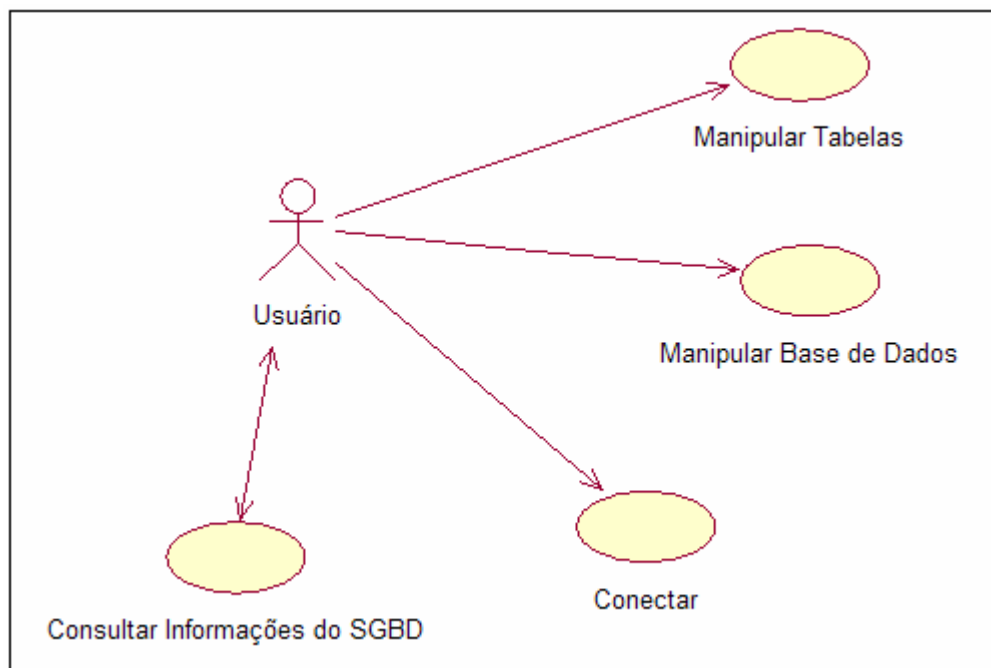 Manipular Tabelas
Usuário
Manipular Base de Dados
Conectar
Consultar Informações do SGBD